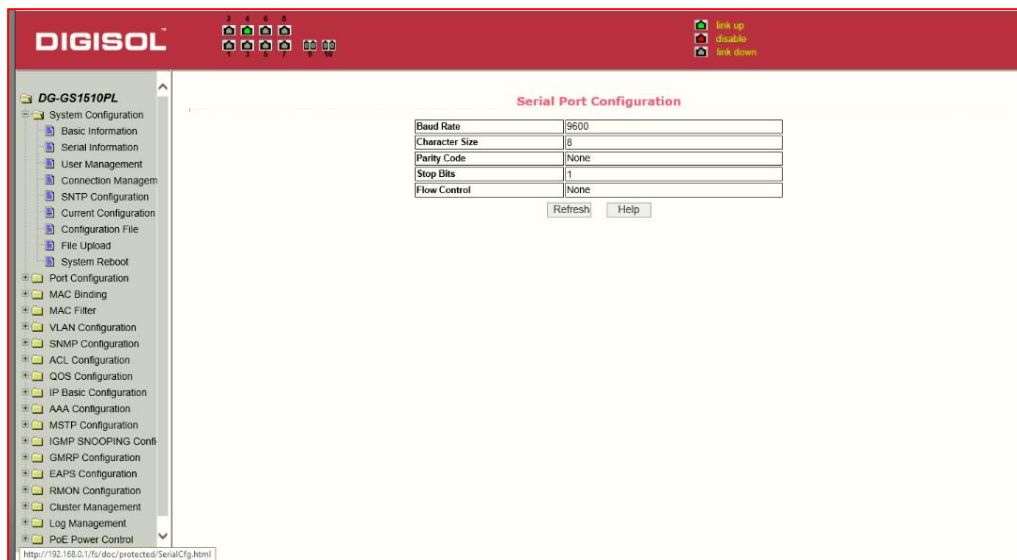 DIGISOL
2 4 6 8
1 3 5 7 9 10
link up
disable
link down
DG-GS1510PL
System Configuration
Basic Information
Serial Information
User Management
Connection Managem
SNTP Configuration
Current Configuration
Configuration File
File Upload
System Reboot
Port Configuration
MAC Binding
MAC Filter
VLAN Configuration
SNMP Configuration
ACL Configuration
QOS Configuration
IP Basic Configuration
AAA Configuration
MSTP Configuration
IGMP SNOOPING Confi
GMRP Configuration
EAPS Configuration
RMON Configuration
Cluster Management
Log Management
PoE Power Control
http://192.168.0.1/fs/doc/protected/SerialCfg.html
Serial Port Configuration
Baud Rate 9600
Character Size 8
Parity Code None
Stop Bits 1
Flow Control None
Refresh Help